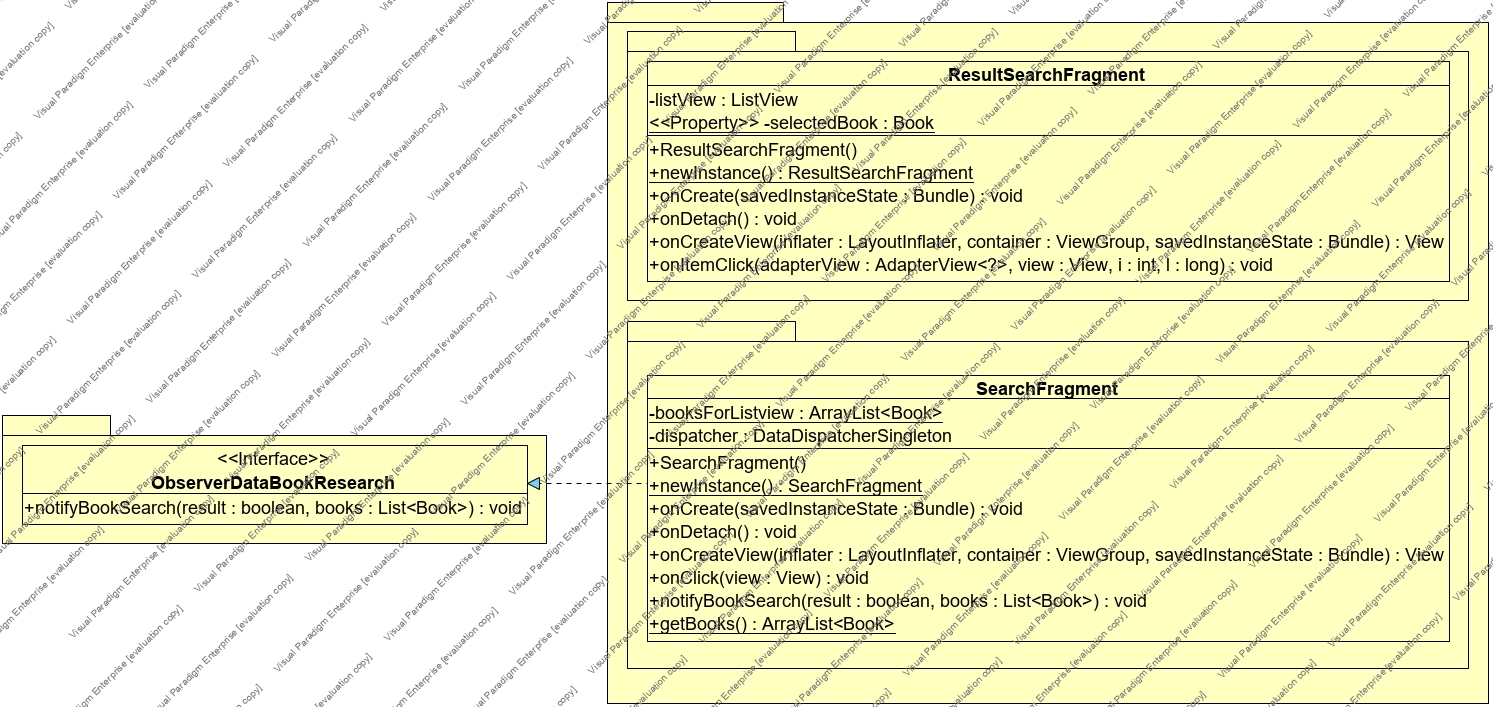 ResultSearchFragment
-listView : ListView
<<Property>> -selectedBook : Book
+ResultSearchFragment()
+newInstance() : ResultSearchFragment
+onCreate(savedInstanceState : Bundle) : void
+onDetach() : void
+onCreateView(inflater : LayoutInflater, container : ViewGroup, savedInstanceState : Bundle) : View
+onItemClick(adapterView : AdapterView<?>, view : View, i : int, l : long) : void
<<Interface>>
ObserverDataBookResearch
+notifyBookSearch(result : boolean, books : List<Book>) : void
SearchFragment
-booksForListview : ArrayList<Book>
-dispatcher : DataDispatcherSingleton
+SearchFragment()
+newInstance() : SearchFragment
+onCreate(savedInstanceState : Bundle) : void
+onDetach() : void
+onCreateView(inflater : LayoutInflater, container : ViewGroup, savedInstanceState : Bundle) : View
+onClick(view : View) : void
+notifyBookSearch(result : boolean, books : List<Book>) : void
+getBooks() : ArrayList<Book>
Visual Paradigm Enterprise [evaluation copy]